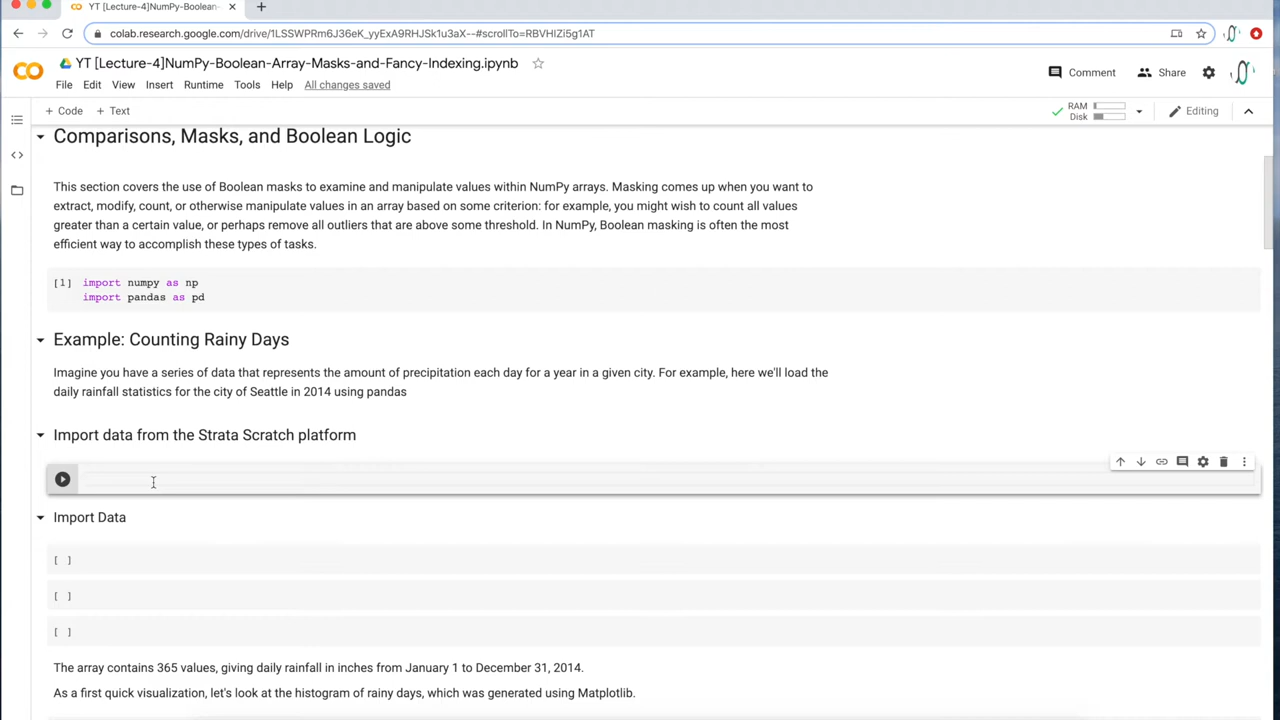 YT [Lecture-4]NumPy-Boolean-
colab.research.google.com/drive/1LSSWPRm6J36eK_yyExA9RHJSk1u3aX--#scrollTo=RBVHIZi5g1AT
YT [Lecture-4]NumPy-Boolean-Array-Masks-and-Fancy-Indexing.ipynb
Comment
Share
File Edit View Insert Runtime Tools Help All changes saved
+ Code + Text
RAM
Disk
Editing
Comparisons, Masks, and Boolean Logic
This section covers the use of Boolean masks to examine and manipulate values within NumPy arrays. Masking comes up when you want to
extract, modify, count, or otherwise manipulate values in an array based on some criterion: for example, you might wish to count all values
greater than a certain value, or perhaps remove all outliers that are above some threshold. In NumPy, Boolean masking is often the most
efficient way to accomplish these types of tasks.
[1] import numpy as np
import pandas as pd
Example: Counting Rainy Days
Imagine you have a series of data that represents the amount of precipitation each day for a year in a given city. For example, here we'll load the
daily rainfall statistics for the city of Seattle in 2014 using pandas
Import data from the Strata Scratch platform
Import Data
[ ]
[ ]
[ ]
The array contains 365 values, giving daily rainfall in inches from January 1 to December 31, 2014.
As a first quick visualization, let's look at the histogram of rainy days, which was generated using Matplotlib.